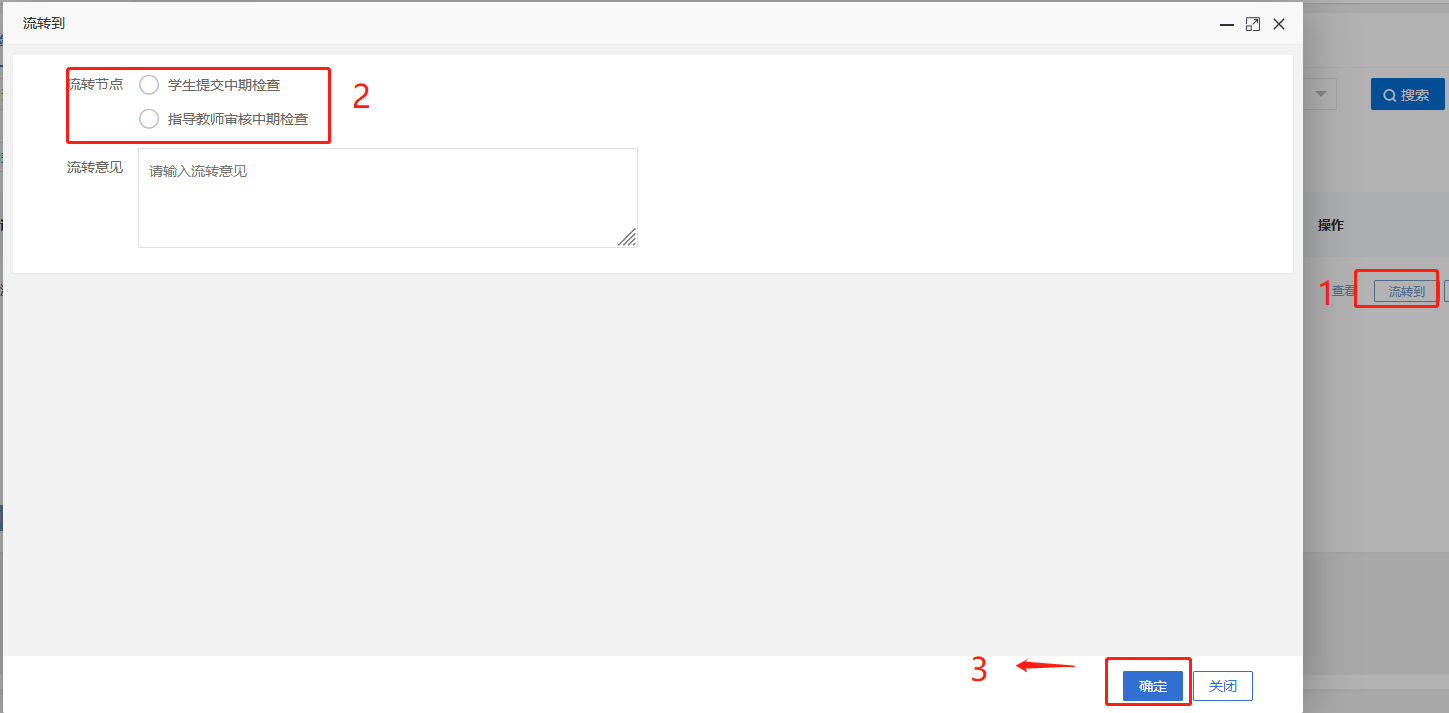 流转到
流转节点
学生提交中期检查
2
指导教师审核中期检查
搜索
流转意见
请输入流转意见
操作
1
查看
流转到
3
确定
关闭